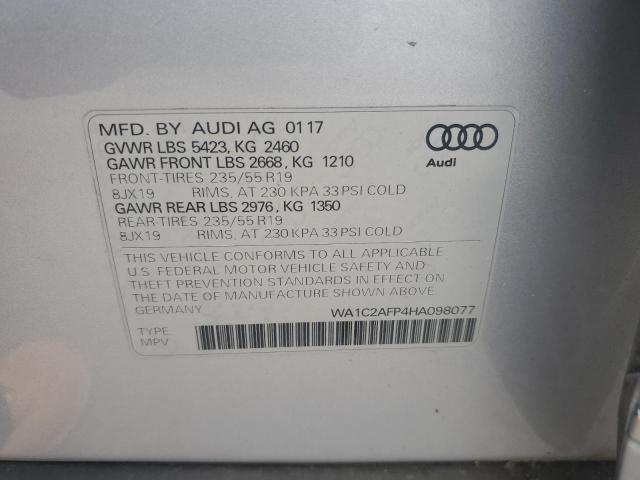 MFD. BY AUDI AG 01 17
GVWR LBS 5423, KG 2460
GAWR FRONT LBS 2668, KG 1210
FRONT-TIRES 235/55 R19
8JX19 RIMS, AT 230 KPA 33 PSI COLD
GAWR REAR LBS 2976, KG 1350
REAR-TIRES 235/55 R19
8JX19 RIMS, AT 230 KPA 33 PSI COLD
Audi
THIS VEHICLE CONFORMS TO ALL APPLICABLE
U.S. FEDERAL MOTOR VEHICLE SAFETY AND
THEFT PREVENTION STANDARDS IN EFFECT ON
THE DATE OF MANUFACTURE SHOWN ABOVE.
GERMANY WA1C2AFP4HA098077
TYPE
MPV